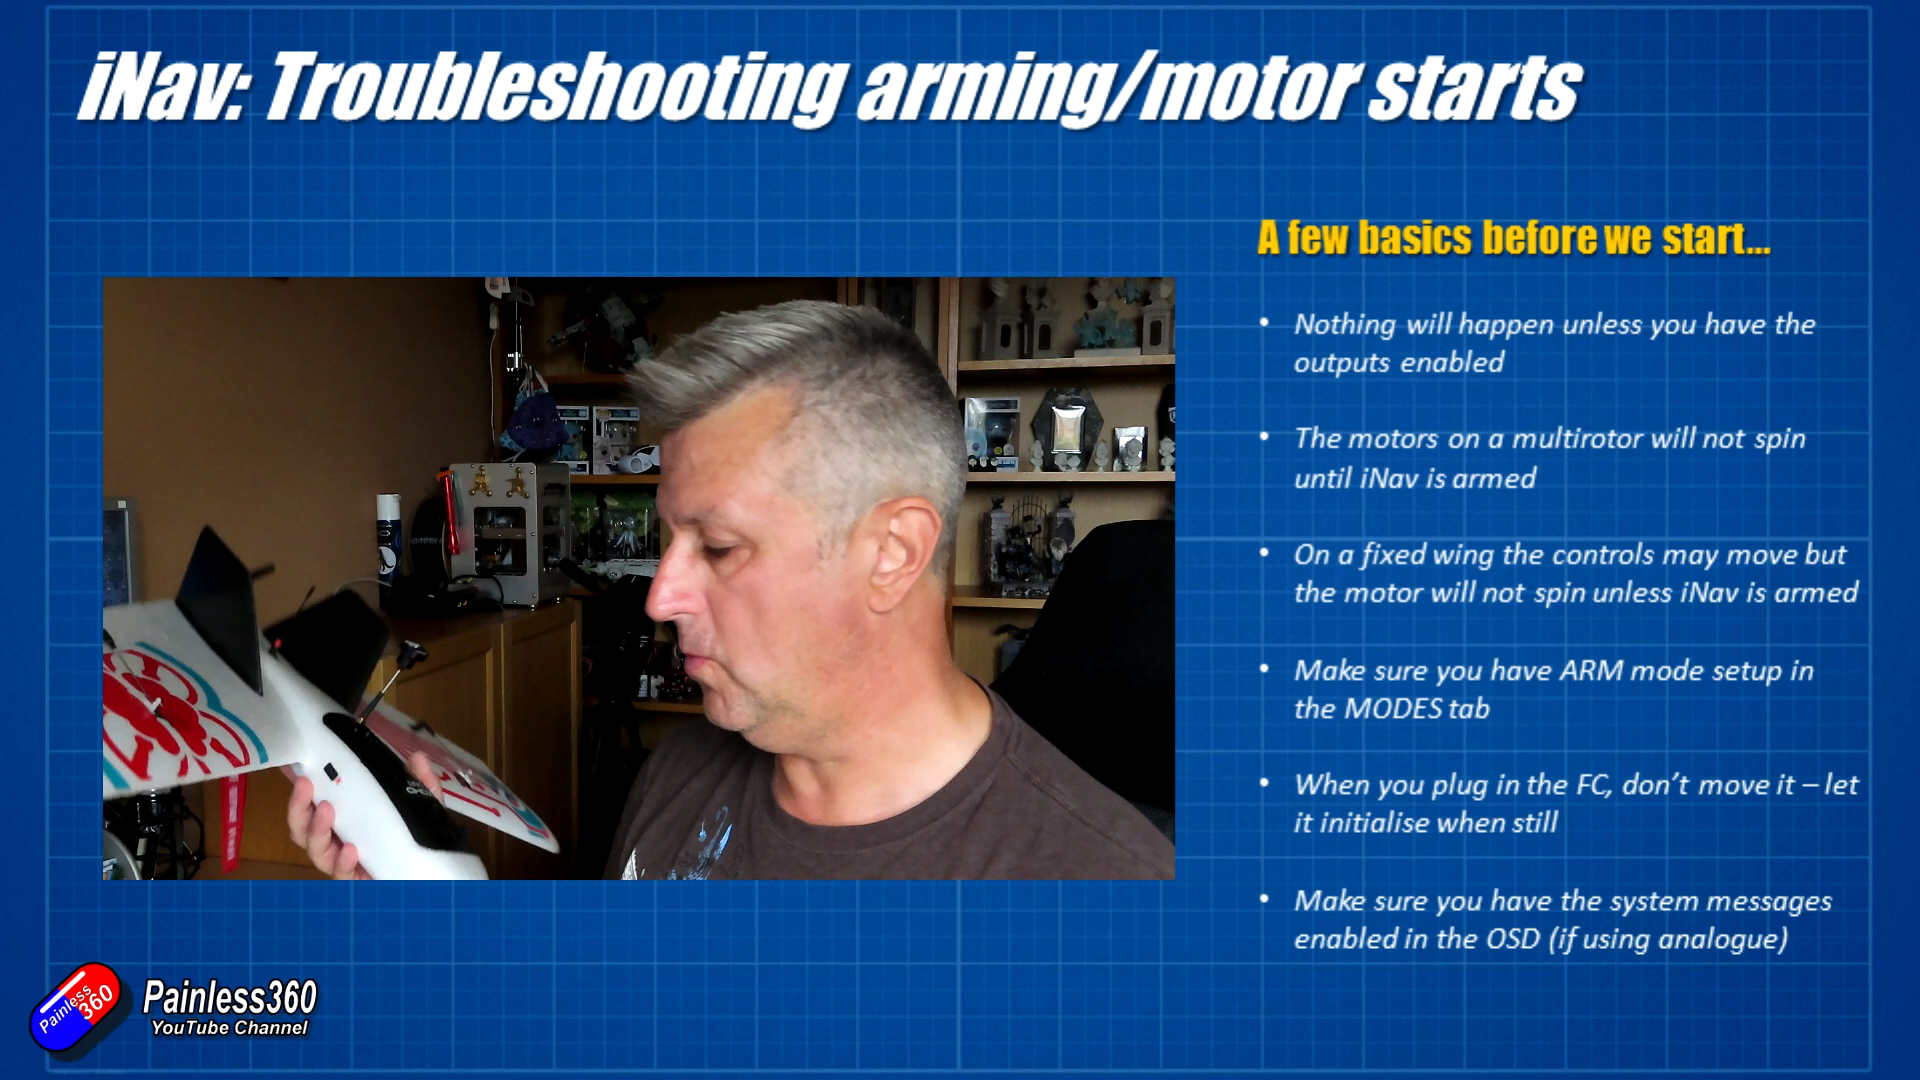 iNav: Troubleshooting arming/motor starts
A few basics before we start...
• Nothing will happen unless you have the
outputs enabled
• The motors on a multirotor will not spin
until iNav is armed
• On a fixed wing the controls may move but
the motor will not spin unless iNav is armed
• Make sure you have ARM mode setup in
the MODES tab
• When you plug in the FC, don't move it – let
it initialise when still
• Make sure you have the system messages
enabled in the OSD (if using analogue)
Painless
360
Painless360
YouTube Channel